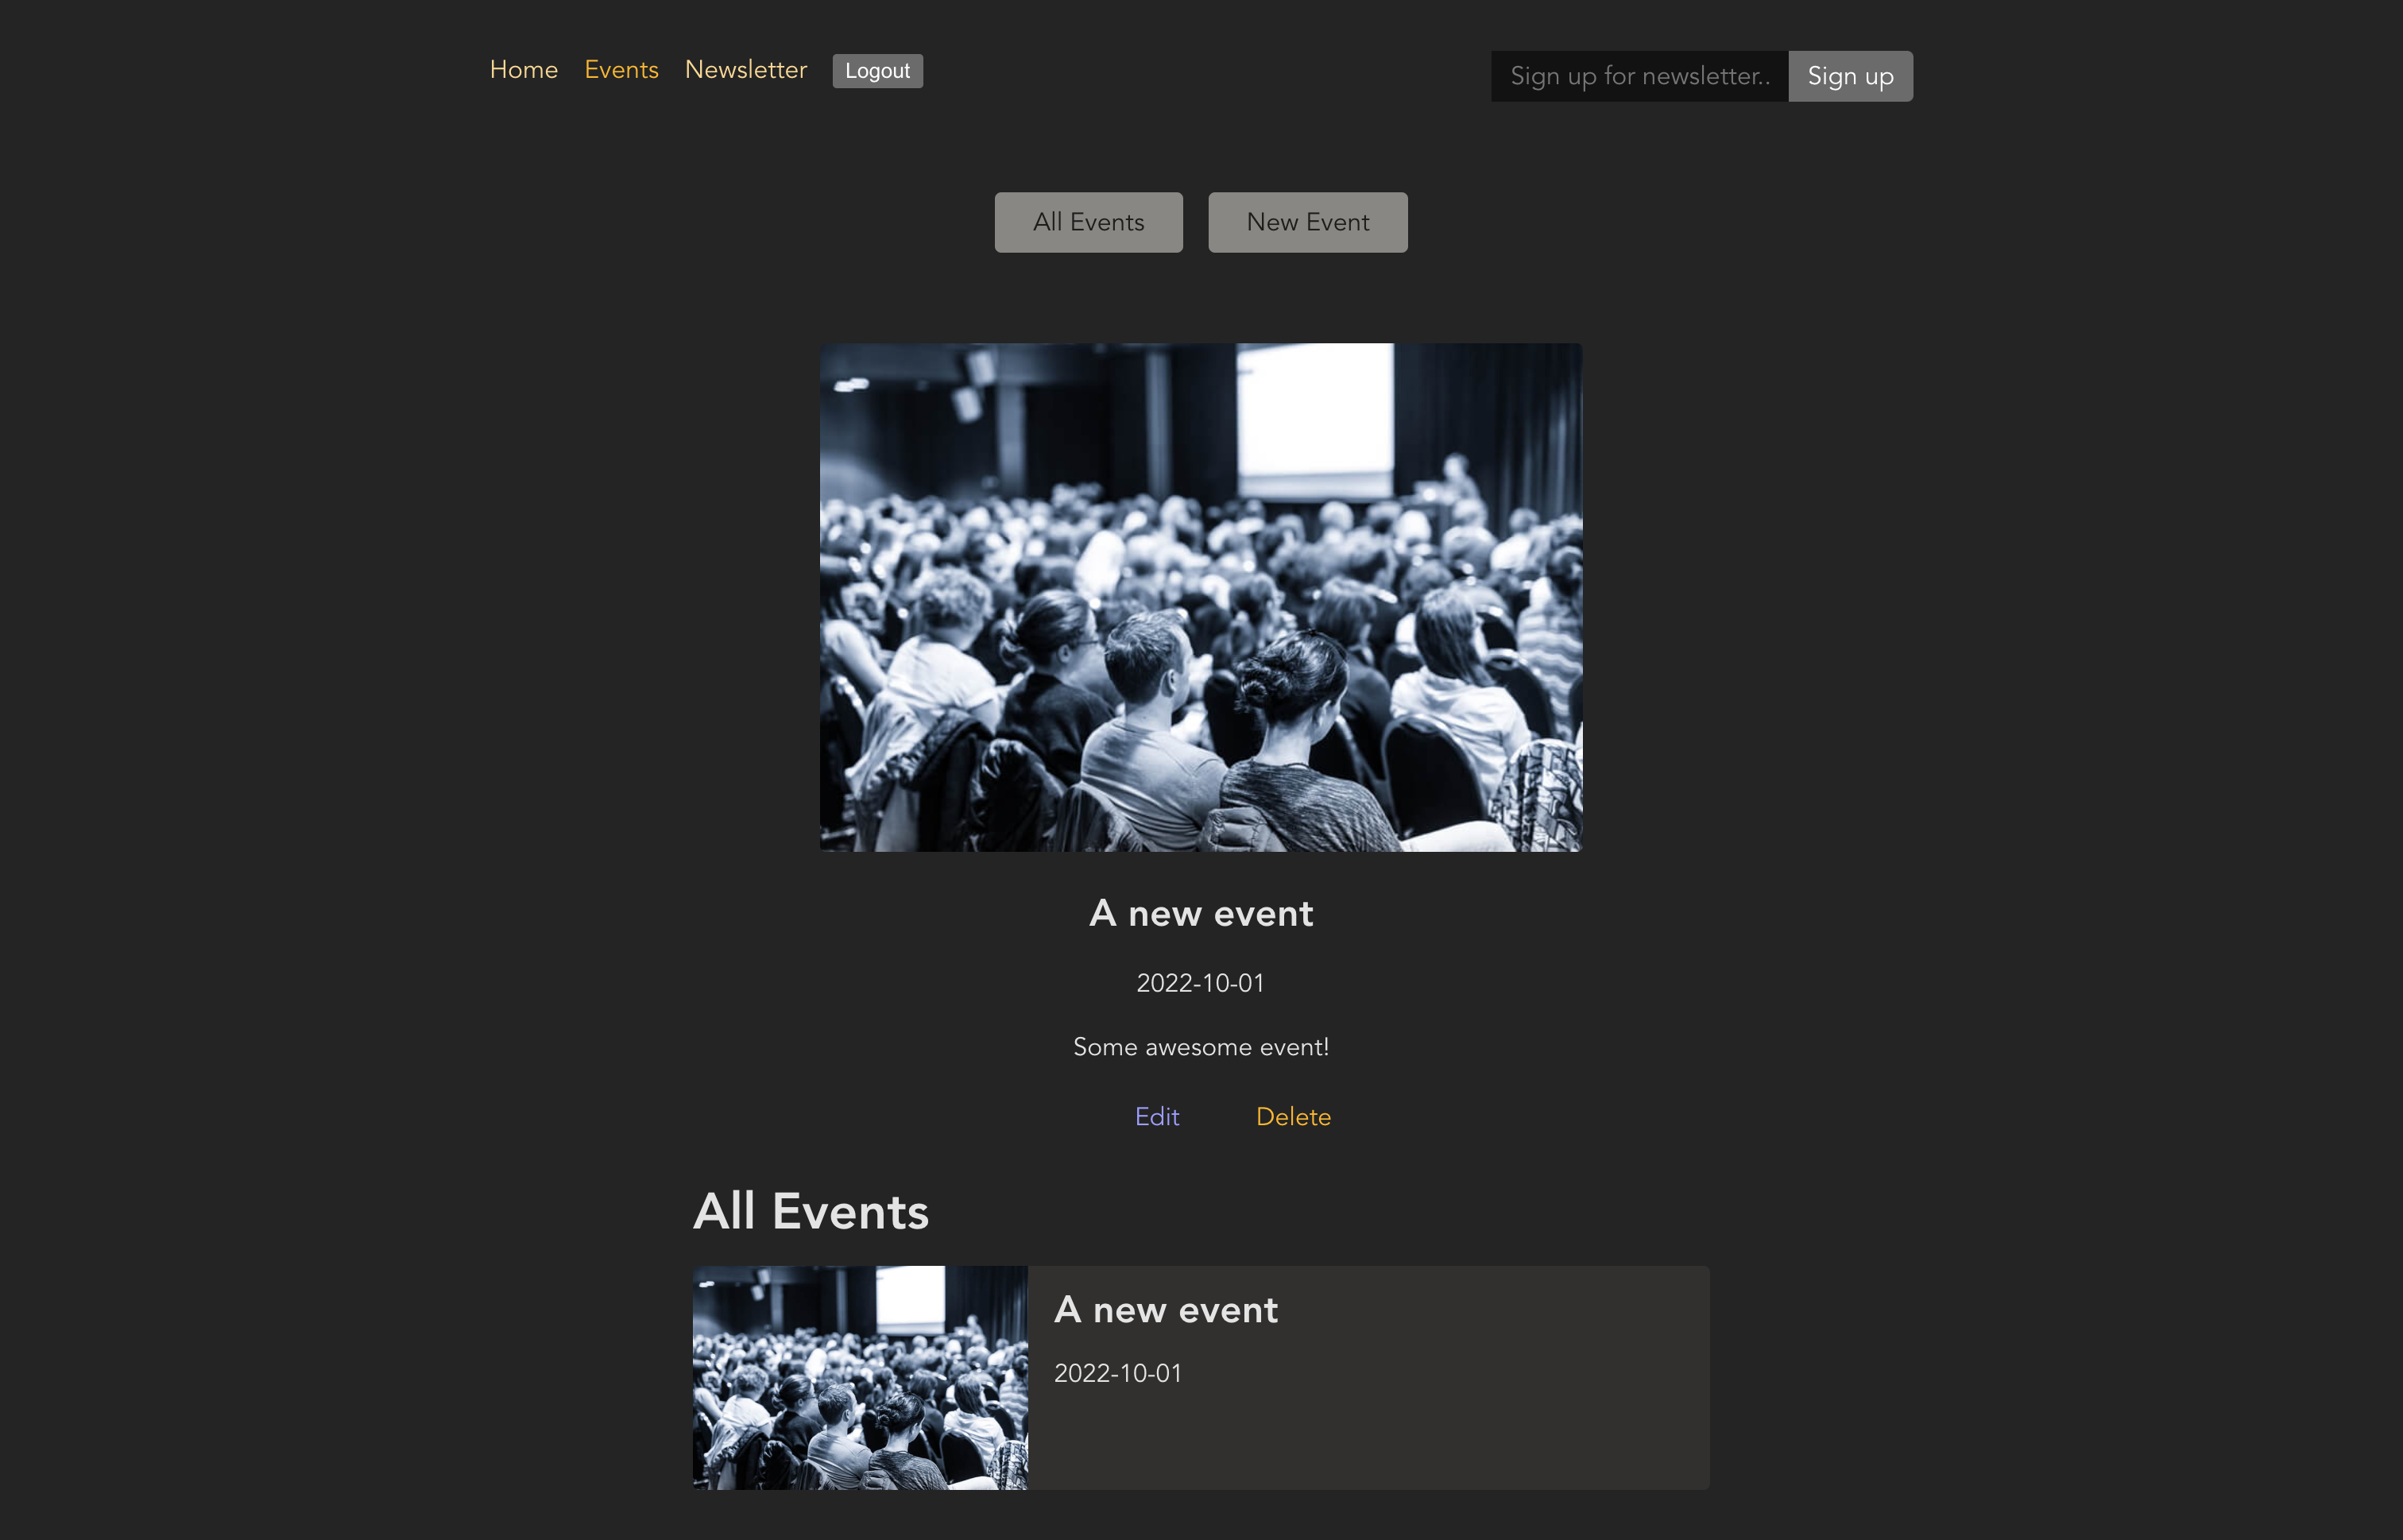 Home Events Newsletter Logout Sign up for newsletter.. Sign up
All Events New Event
A new event
2022-10-01
Some awesome event!
Edit Delete
All Events
A new event
2022-10-01